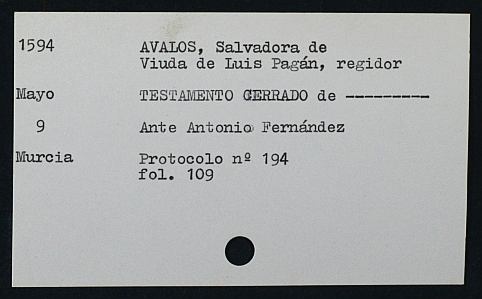 1594 AVALOS, Salvadora de
Viuda de Luis Pagán, regidor
Mayo TESTAMENTO CERRADO de ---------
9 Ante Antonio Fernández
Murcia Protocolo nº 194
fol. 109